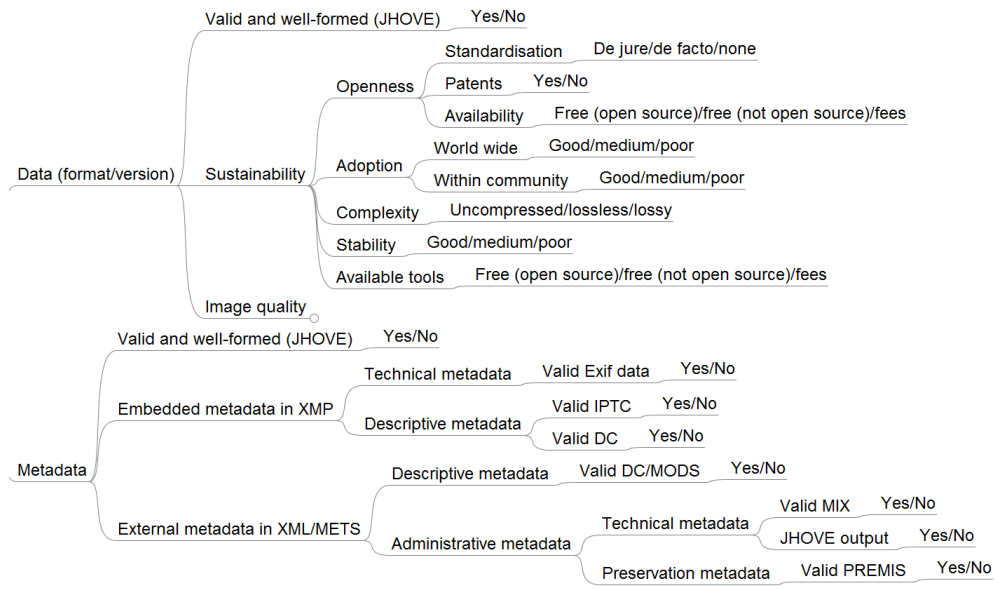 Valid and well-formed (JHOVE) Yes/No
Standardisation De jure/de facto/none
Openness Patents Yes/No
Availability Free (open source)/free (not open source)/fees
Adoption World wide Good/medium/poor
Data (format/version) Sustainability Within community Good/medium/poor
Complexity Uncompressed/lossless/lossy
Stability Good/medium/poor
Available tools Free (open source)/free (not open source)/fees
Image quality
Valid and well-formed (JHOVE) Yes/No
Technical metadata Valid Exif data Yes/No
Embedded metadata in XMP Valid IPTC Yes/No
Descriptive metadata Valid DC Yes/No
Metadata Descriptive metadata Valid DC/MODS Yes/No
Valid MIX Yes/No
External metadata in XML/METS Technical metadata JHOVE output Yes/No
Administrative metadata
Preservation metadata Valid PREMIS Yes/No